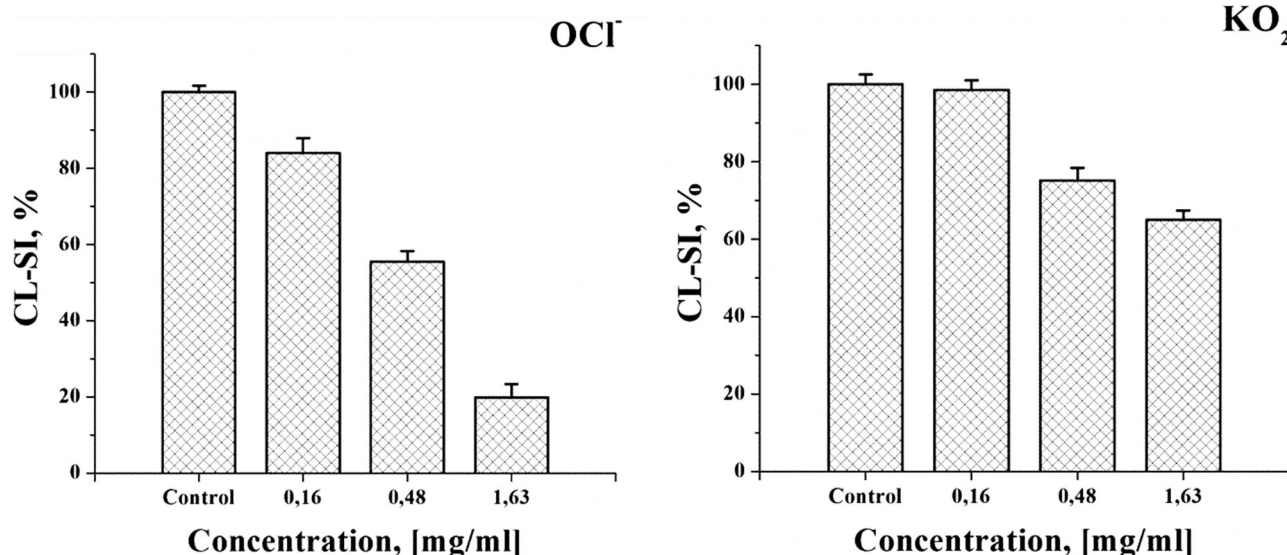 OCl⁻
CL-SI, %
100
80
60
40
20
0
Control 0,16 0,48 1,63
Concentration, [mg/ml]
KO₂
CL-SI, %
100
80
60
40
20
0
Control 0,16 0,48 1,63
Concentration, [mg/ml]